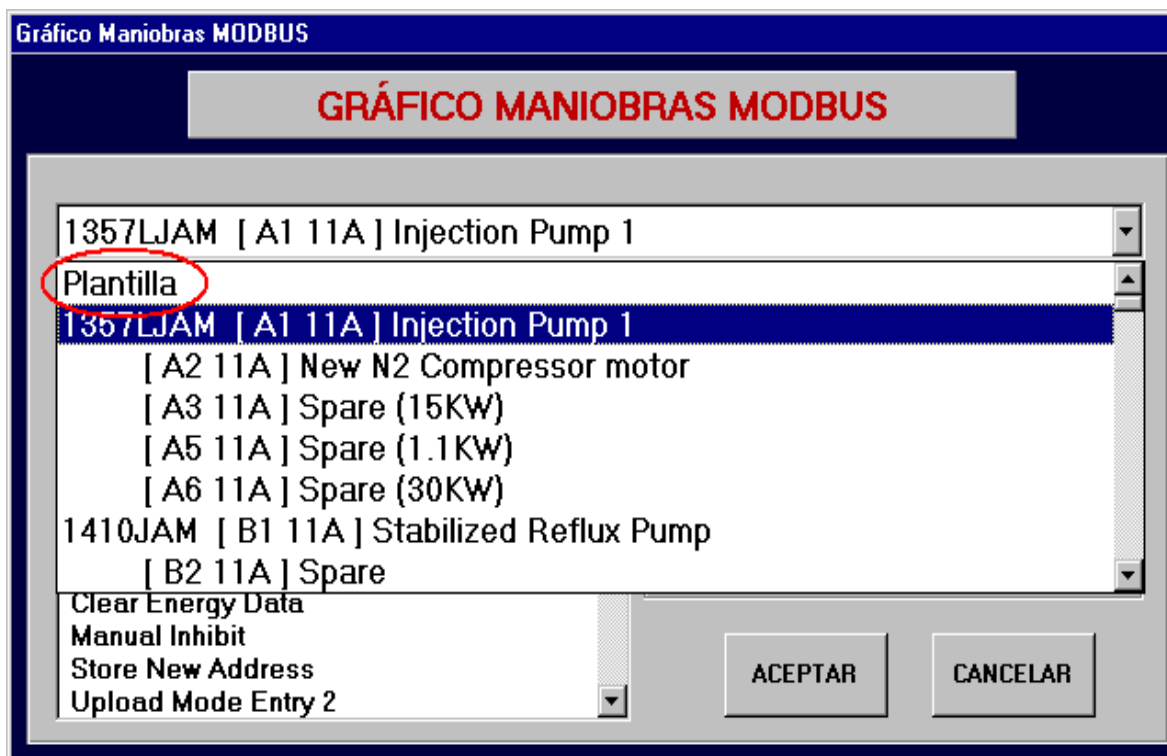 Gráfico Maniobras MODBUS
GRÁFICO MANIOBRAS MODBUS
1357LJAM [ A1 11A ] Injection Pump 1
Plantilla
1357LJAM [ A1 11A ] Injection Pump 1
[ A2 11A ] New N2 Compressor motor
[ A3 11A ] Spare (15KW)
[ A5 11A ] Spare (1.1KW)
[ A6 11A ] Spare (30KW)
1410JAM [ B1 11A ] Stabilized Reflux Pump
[ B2 11A ] Spare
Clear Energy Data
Manual Inhibit
Store New Address
Upload Mode Entry 2
ACEPTAR
CANCELAR